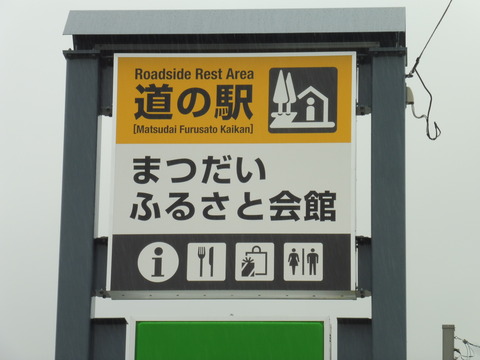 Roadside Rest Area
道の駅
[Matsudai Furusato Kaikan]
まつだい
ふるさと会館